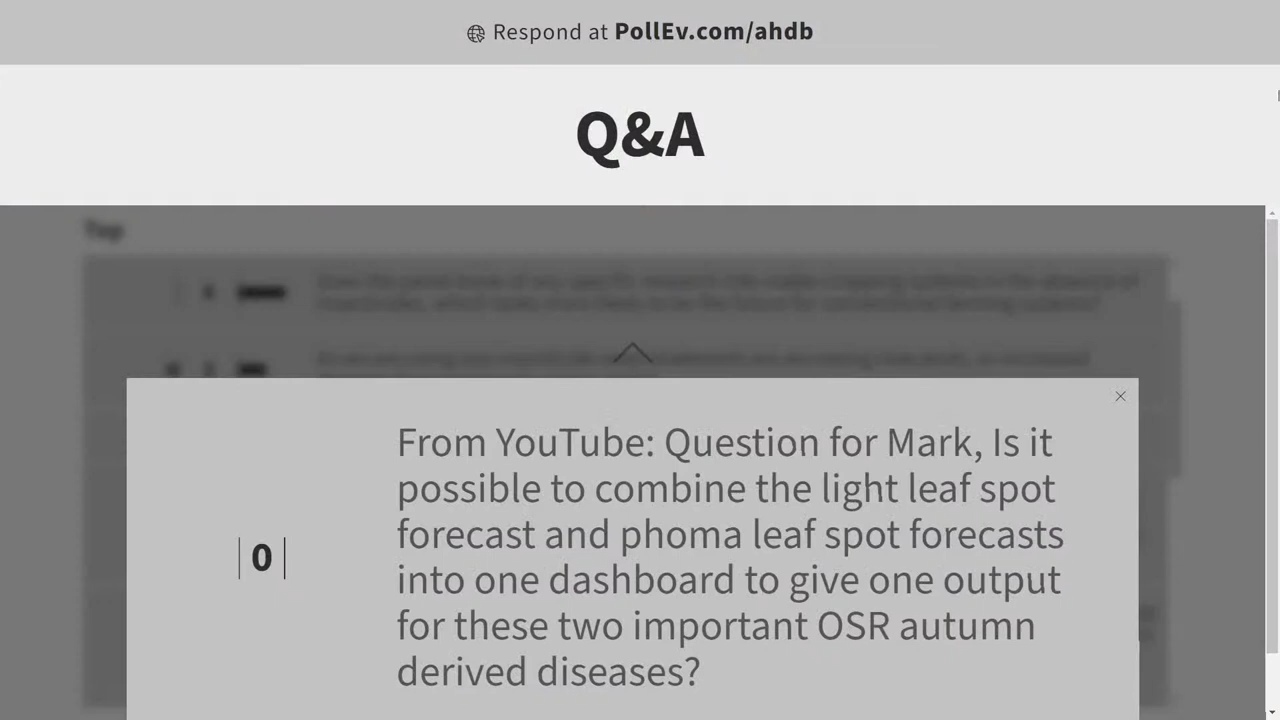 Respond at PollEv.com/ahdb
Q&A
Top
From YouTube: Question for Mark, Is it
possible to combine the light leaf spot
forecast and phoma leaf spot forecasts
0
into one dashboard to give one output
for these two important OSR autumn
derived diseases?